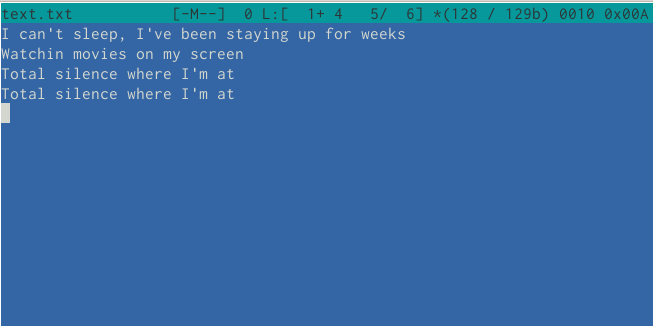 text.txt [-M--] 0 L:[ 1+ 4 5/ 6] *(128 / 129b) 0010 0x00A
I can't sleep, I've been staying up for weeks
Watchin movies on my screen
Total silence where I'm at
Total silence where I'm at